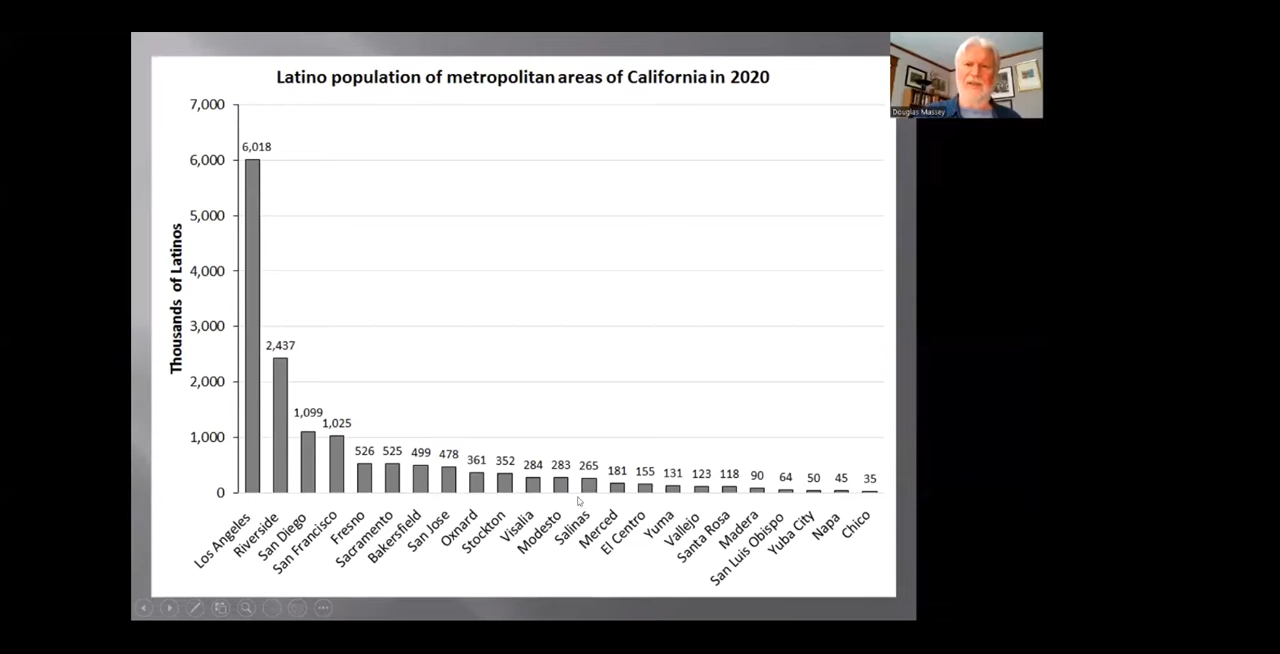 Latino population of metropolitan areas of California in 2020
Douglas Massey
Thousands of Latinos
7,000
6,000
5,000
4,000
3,000
2,000
1,000
0
6,018
2,437
1,099
1,025
526
525
499
478
361
352
284
283
265
181
155
131
123
118
90
64
50
45
35
Los Angeles
Riverside
San Diego
San Francisco
Fresno
Sacramento
Bakersfield
San Jose
Oxnard
Stockton
Visalia
Modesto
Salinas
Merced
El Centro
Yuma
Vallejo
Santa Rosa
Madera
San Luis Obispo
Yuba City
Napa
Chico